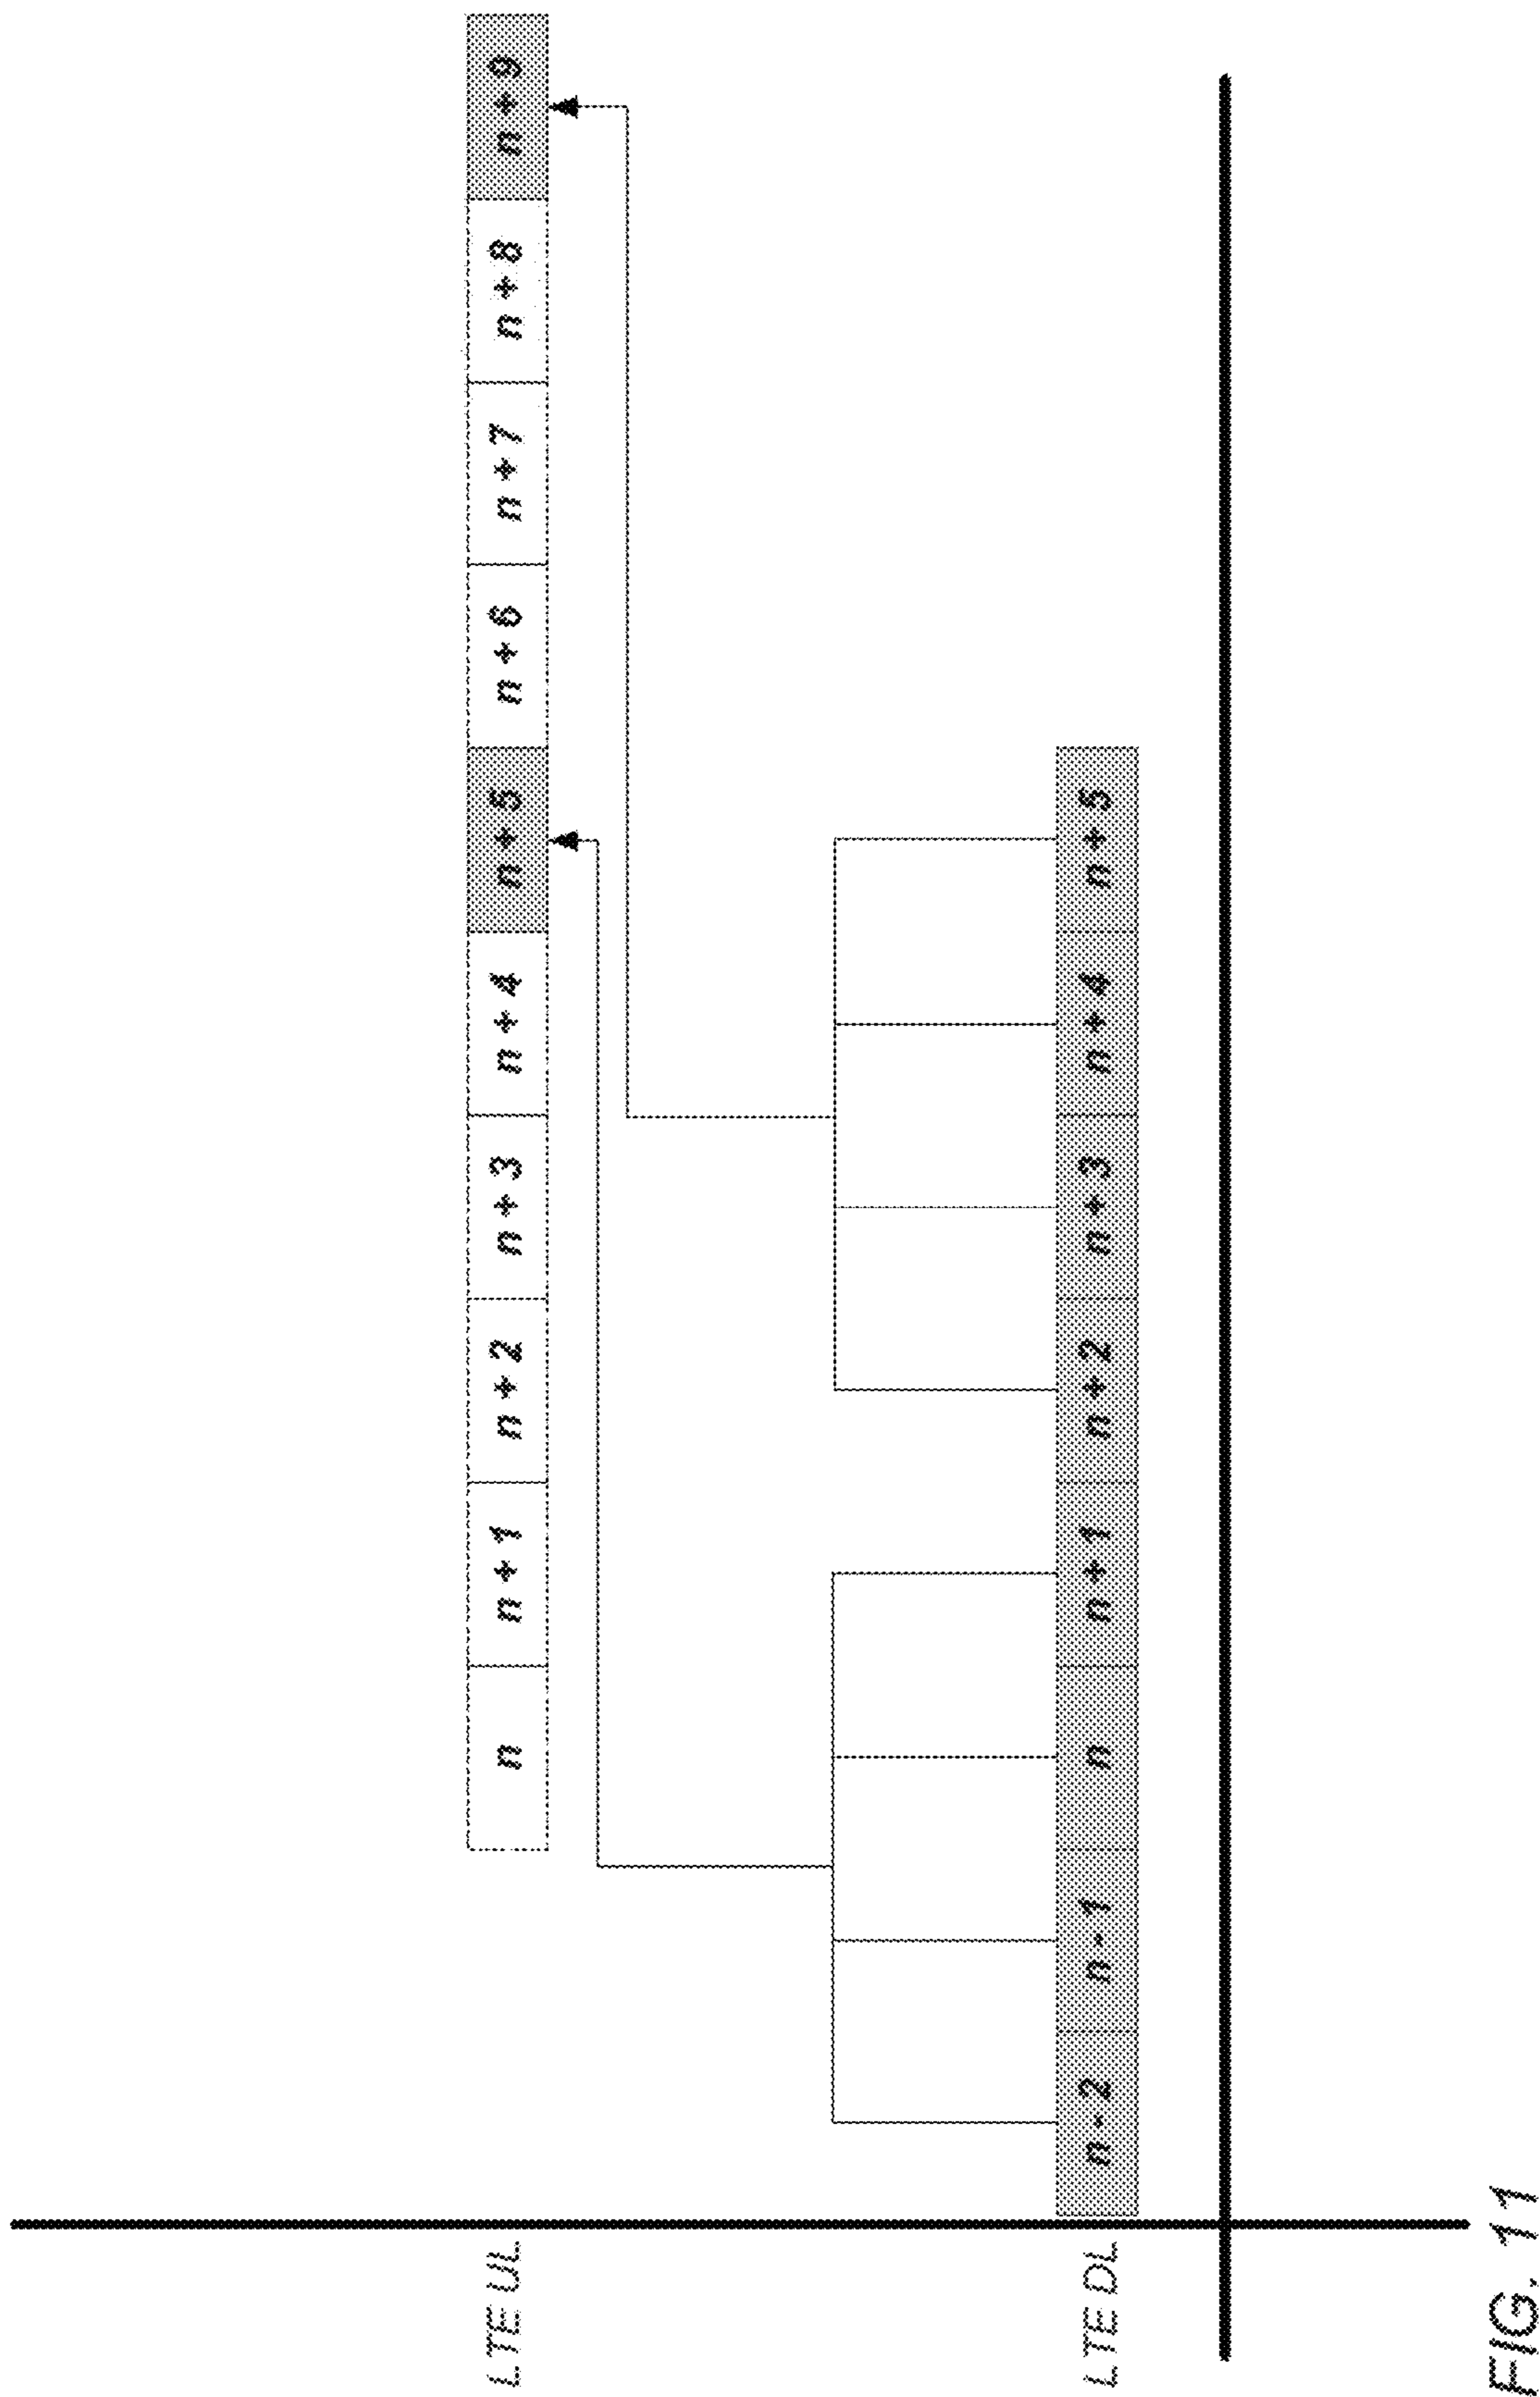 LTE UL
n
n + 1
n + 2
n + 3
n + 4
n + 5
n + 6
n + 7
n + 8
n + 9
LTE DL
n - 2
n - 1
n
n + 1
n + 2
n + 3
n + 4
n + 5
FIG. 11